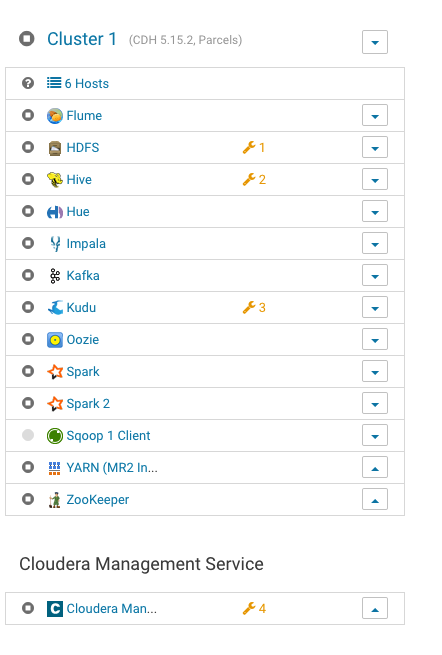 Cluster 1 (CDH 5.15.2, Parcels)
? 6 Hosts
Flume
HDFS 1
Hive 2
Hue
Impala
Kafka
Kudu 3
Oozie
Spark
Spark 2
Sqoop 1 Client
YARN (MR2 In...
ZooKeeper
Cloudera Management Service
C Cloudera Man... 4